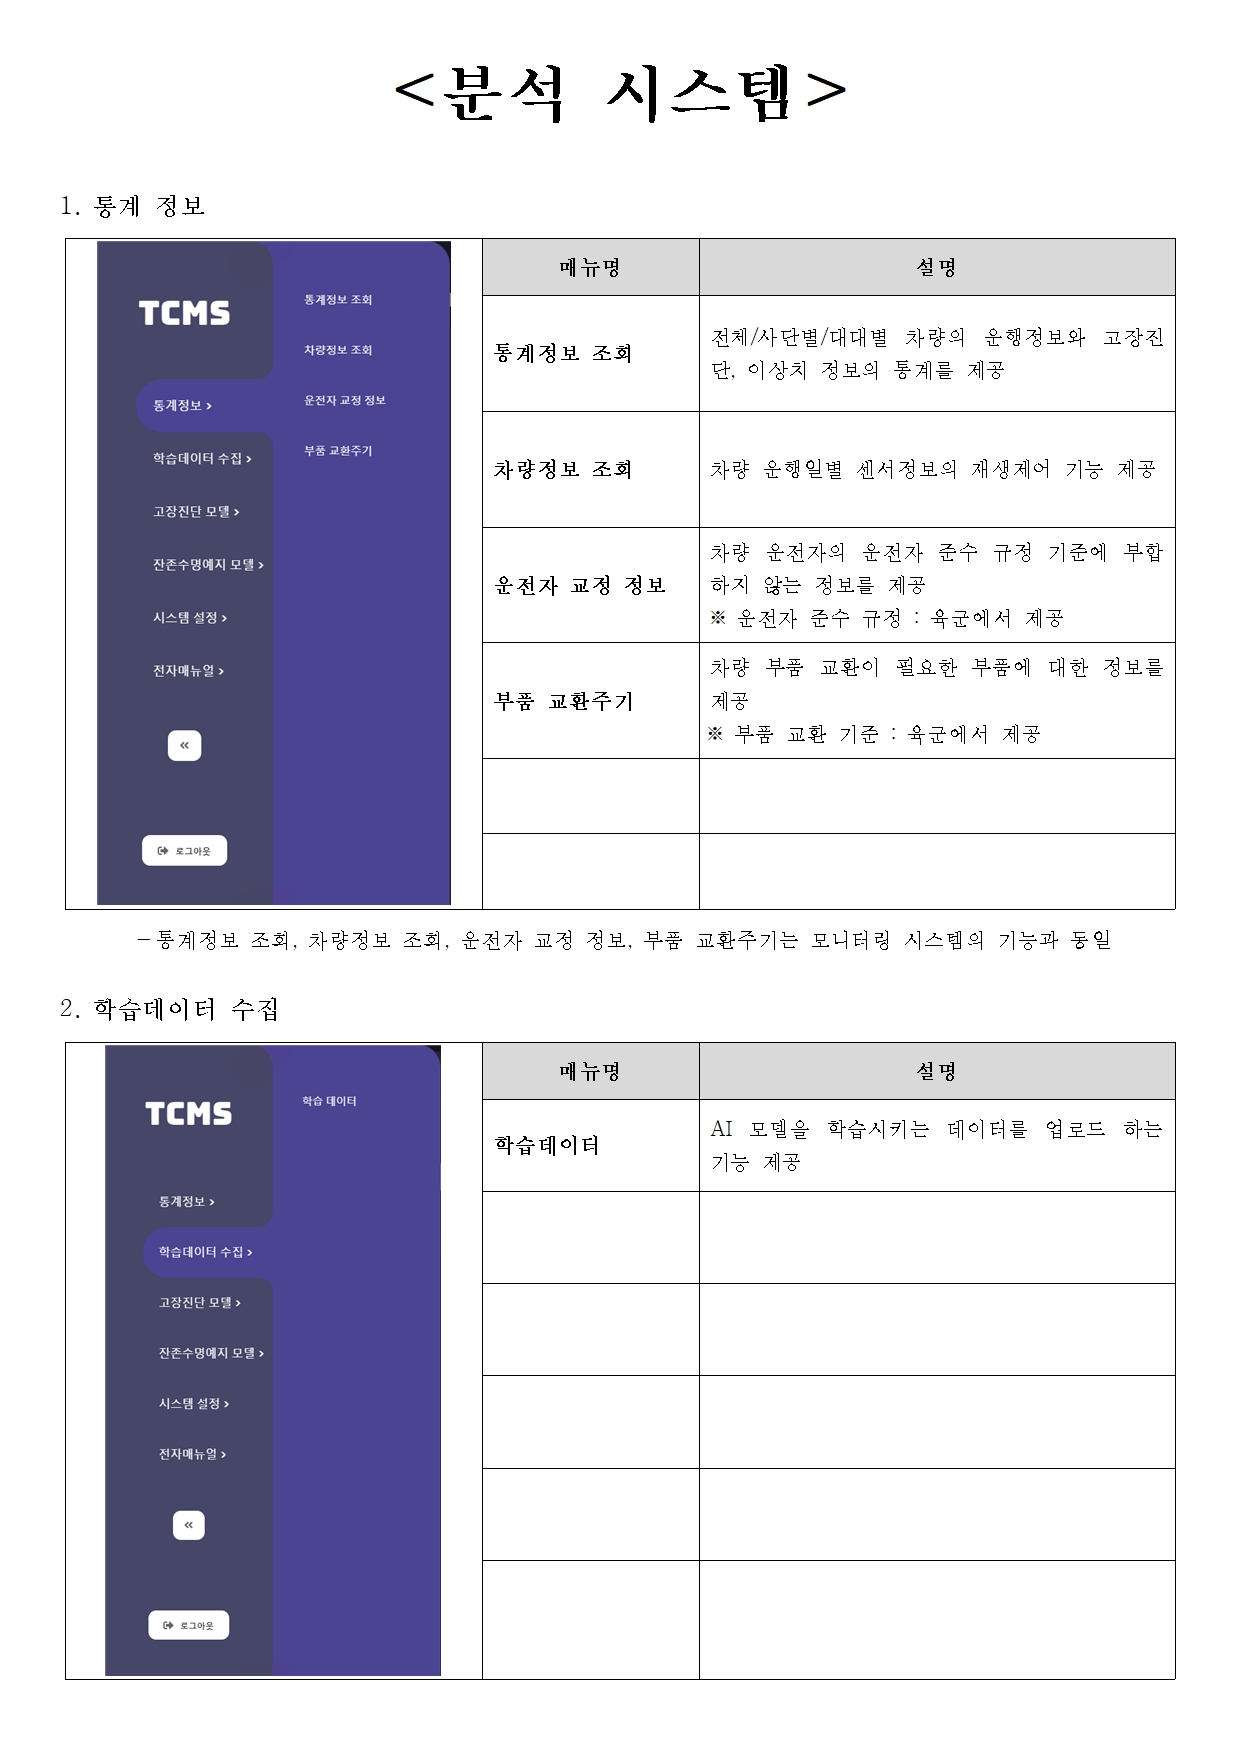 <분석 시스템>
1. 통계 정보
TCMS
통계정보 >
학습데이터 수집 >
고장진단 모델 >
잔존수명예지 모델 >
시스템 설정 >
전자매뉴얼 >
«
로그아웃
통계정보 조회
차량정보 조회
운전자 교정 정보
부품 교환주기
매뉴명 설명
통계정보 조회
전체/사단별/대대별 차량의 운행정보와 고장진
단, 이상치 정보의 통계를 제공
차량정보 조회
차량 운행일별 센서정보의 재생제어 기능 제공
운전자 교정 정보
차량 운전자의 운전자 준수 규정 기준에 부합
하지 않는 정보를 제공
※ 운전자 준수 규정 : 육군에서 제공
부품 교환주기
차량 부품 교환이 필요한 부품에 대한 정보를
제공
※ 부품 교환 기준 : 육군에서 제공
-통계정보 조회, 차량정보 조회, 운전자 교정 정보, 부품 교환주기는 모니터링 시스템의 기능과 동일
2. 학습데이터 수집
TCMS
통계정보 >
학습데이터 수집 >
고장진단 모델 >
잔존수명예지 모델 >
시스템 설정 >
전자매뉴얼 >
«
로그아웃
학습 데이터
매뉴명 설명
학습데이터
AI 모델을 학습시키는 데이터를 업로드 하는
기능 제공